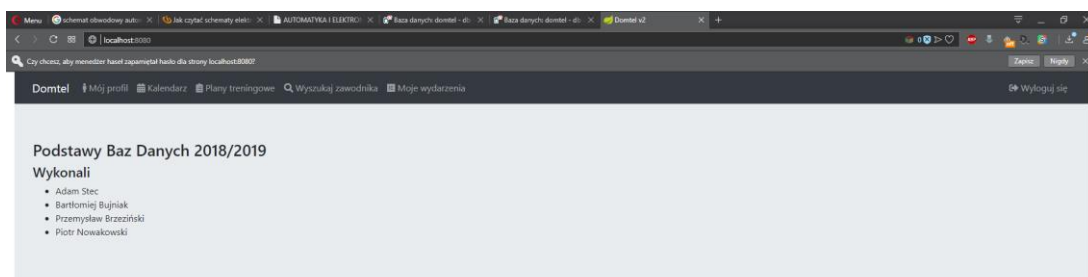 Menu schemat obwodowy auto Jak czytać schematy elekt AUTOMATYKA I ELEKTRO Baza danych: domtel - db Baza danych: domtel - db Domtel v2
localhost:8080
Czy chcesz, aby menedżer haseł zapamiętał hasło dla strony localhost:8080? Zapisz Nigdy
Domtel Mój profil Kalendarz Plany treningowe Wyszukaj zawodnika Moje wydarzenia Wyloguj się
Podstawy Baz Danych 2018/2019
Wykonali
Adam Stec
Bartłomiej Bujniak
Przemysław Brzeziński
Piotr Nowakowski